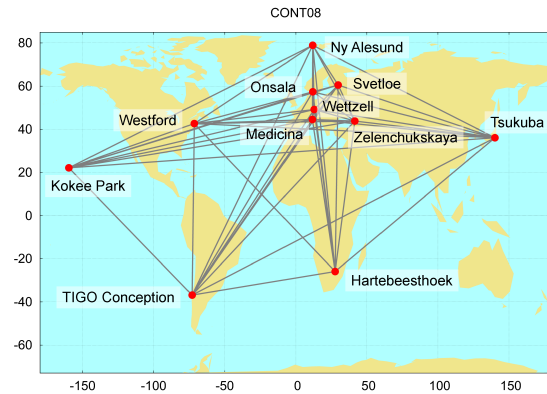 CONT08
80
60
40
20
0
-20
-40
-60
Ny Alesund
Onsala
Svetloe
Wettzell
Westford
Tsukuba
Medicina
Zelenchukskaya
Kokee Park
Hartebeesthoek
TIGO Conception
-150
-100
-50
0
50
100
150